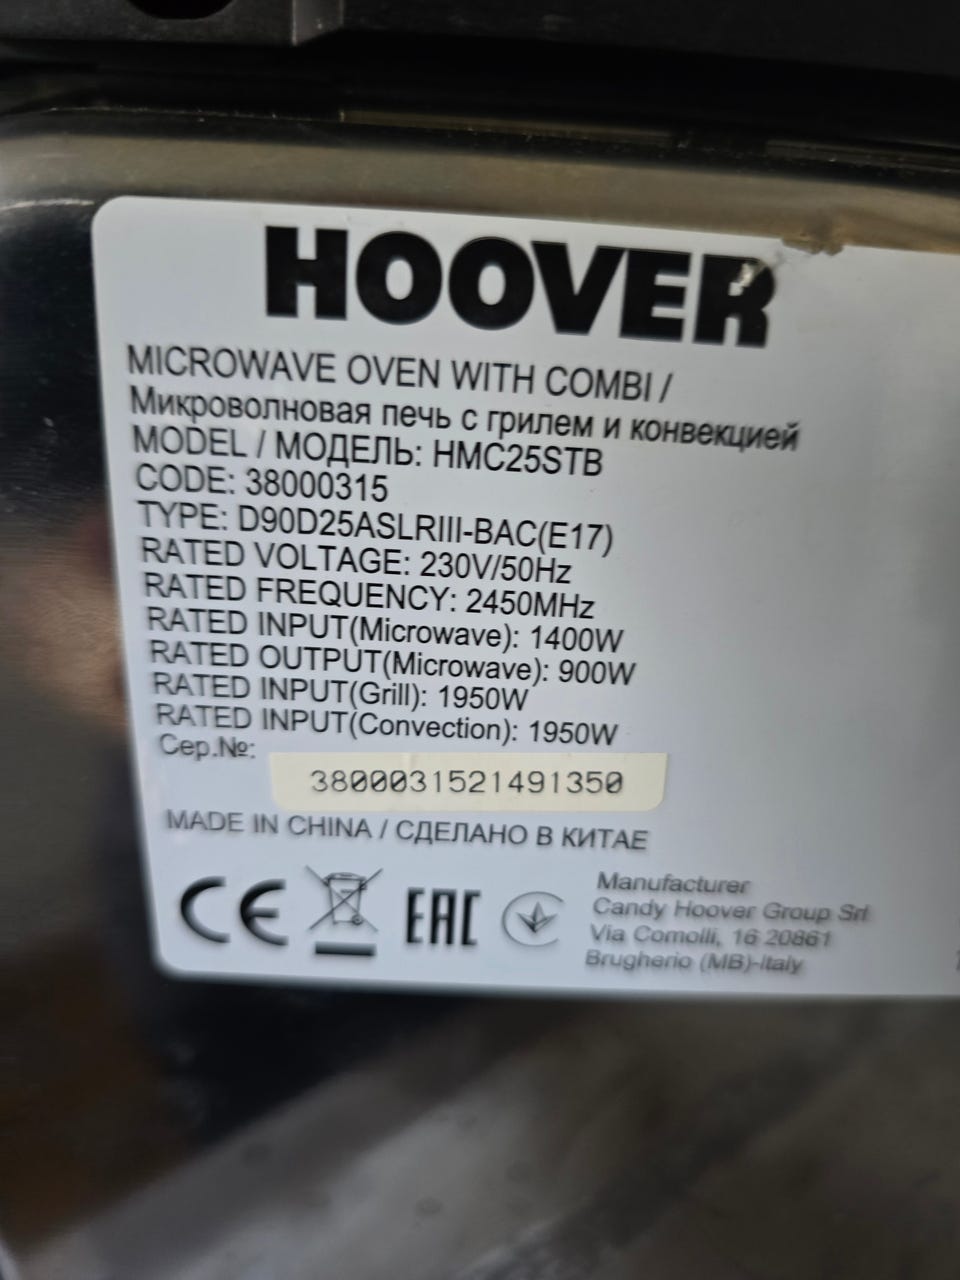 HOOVER
MICROWAVE OVEN WITH COMBI /
Микроволновая печь с грилем и конвекцией
MODEL / МОДЕЛЬ: HMC25STB
CODE: 38000315
TYPE: D90D25ASLRIII-BAC(E17)
RATED VOLTAGE: 230V/50Hz
RATED FREQUENCY: 2450MHz
RATED INPUT(Microwave): 1400W
RATED OUTPUT(Microwave): 900W
RATED INPUT(Grill): 1950W
RATED INPUT(Convection): 1950W
Сер.№:
3800031521491350
MADE IN CHINA / СДЕЛАНО В КИТАЕ
CE EAC
Manufacturer
Candy Hoover Group Srl
Via Comolli, 16 20861
Brugherio (MB)-Italy